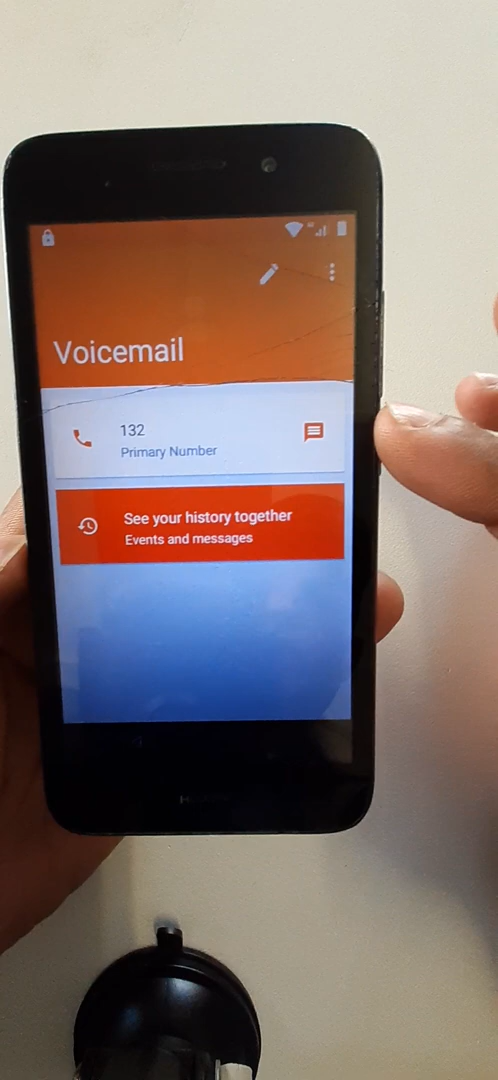 Voicemail
132
Primary Number
See your history together
Events and messages